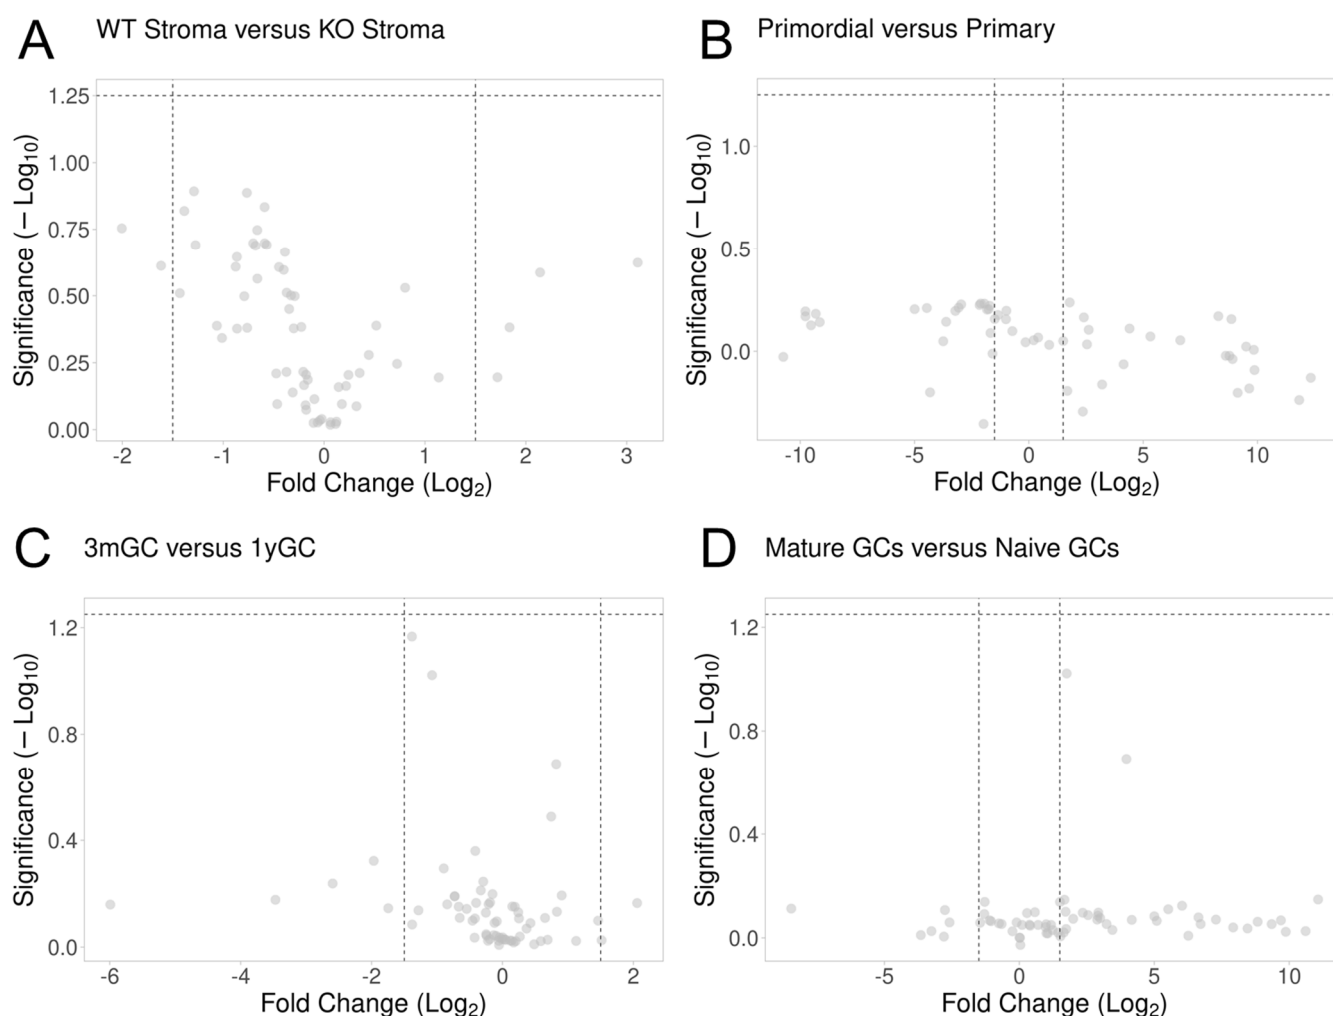 A WT Stroma versus KO Stroma
1.25
1.00
0.75
0.50
0.25
0.00
Significance (−Log10)
-2 -1 0 1 2 3
Fold Change (Log2)
B Primordial versus Primary
1.0
0.5
0.0
Significance (−Log10)
-10 -5 0 5 10
Fold Change (Log2)
C 3mGC versus 1yGC
1.2
0.8
0.4
0.0
Significance (−Log10)
-6 -4 -2 0 2
Fold Change (Log2)
D Mature GCs versus Naive GCs
1.2
0.8
0.4
0.0
Significance (−Log10)
-5 0 5 10
Fold Change (Log2)